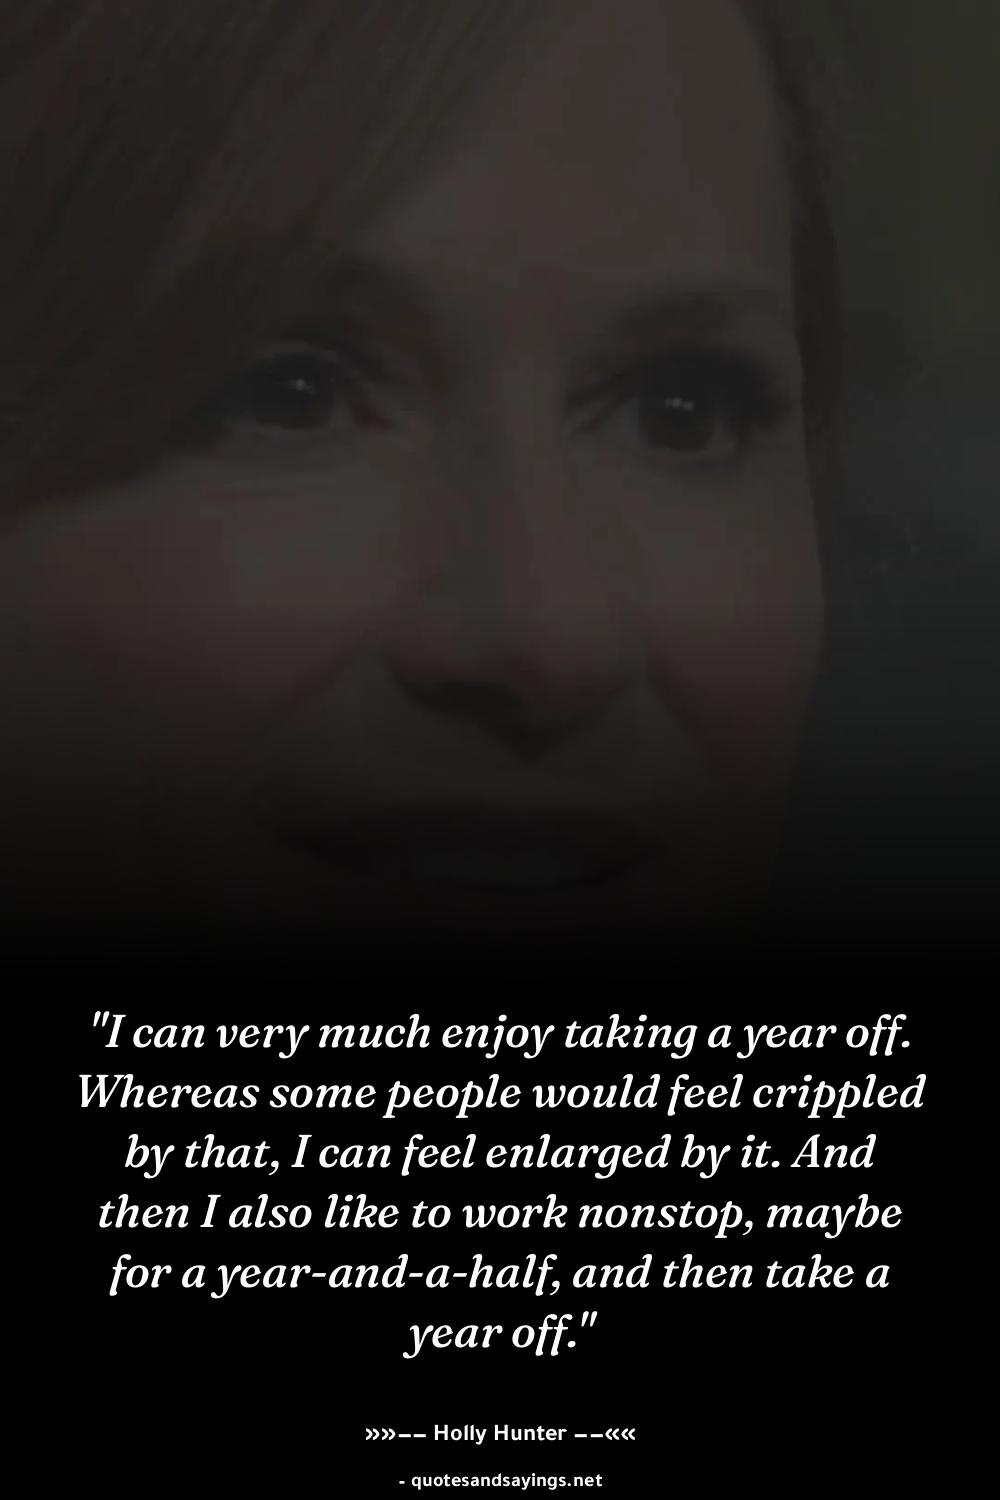 "I can very much enjoy taking a year off.
Whereas some people would feel crippled
by that, I can feel enlarged by it. And
then I also like to work nonstop, maybe
for a year-and-a-half, and then take a
year off."
»»–– Holly Hunter ––««
- quotesandsayings.net